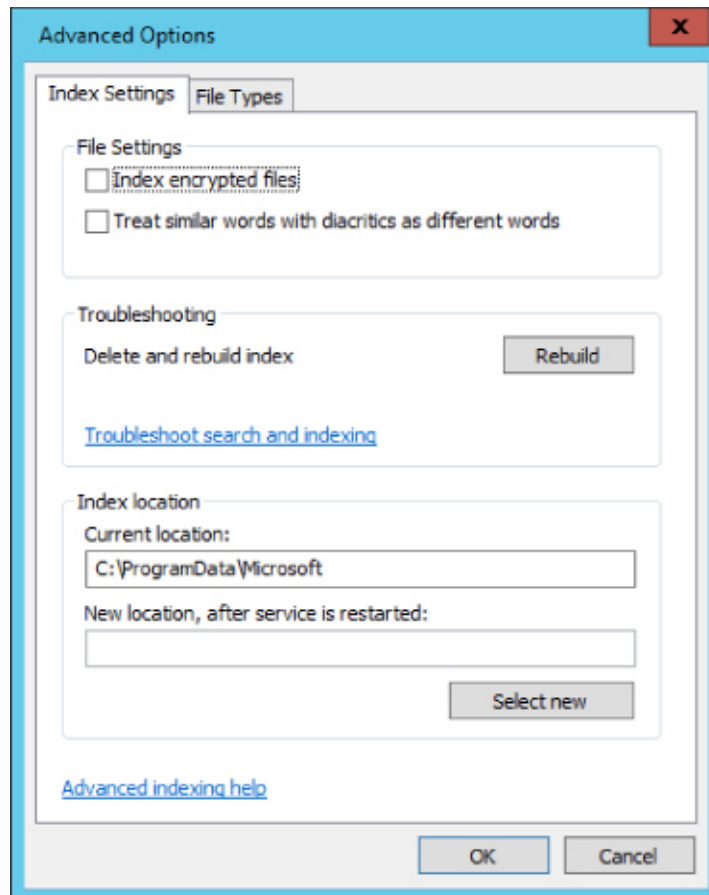 Advanced Options
x
Index Settings File Types
File Settings
Index encrypted files
Treat similar words with diacritics as different words
Troubleshooting
Delete and rebuild index Rebuild
Troubleshoot search and indexing
Index location
Current location:
C:\ProgramData\Microsoft
New location, after service is restarted:
Select new
Advanced indexing help
OK Cancel